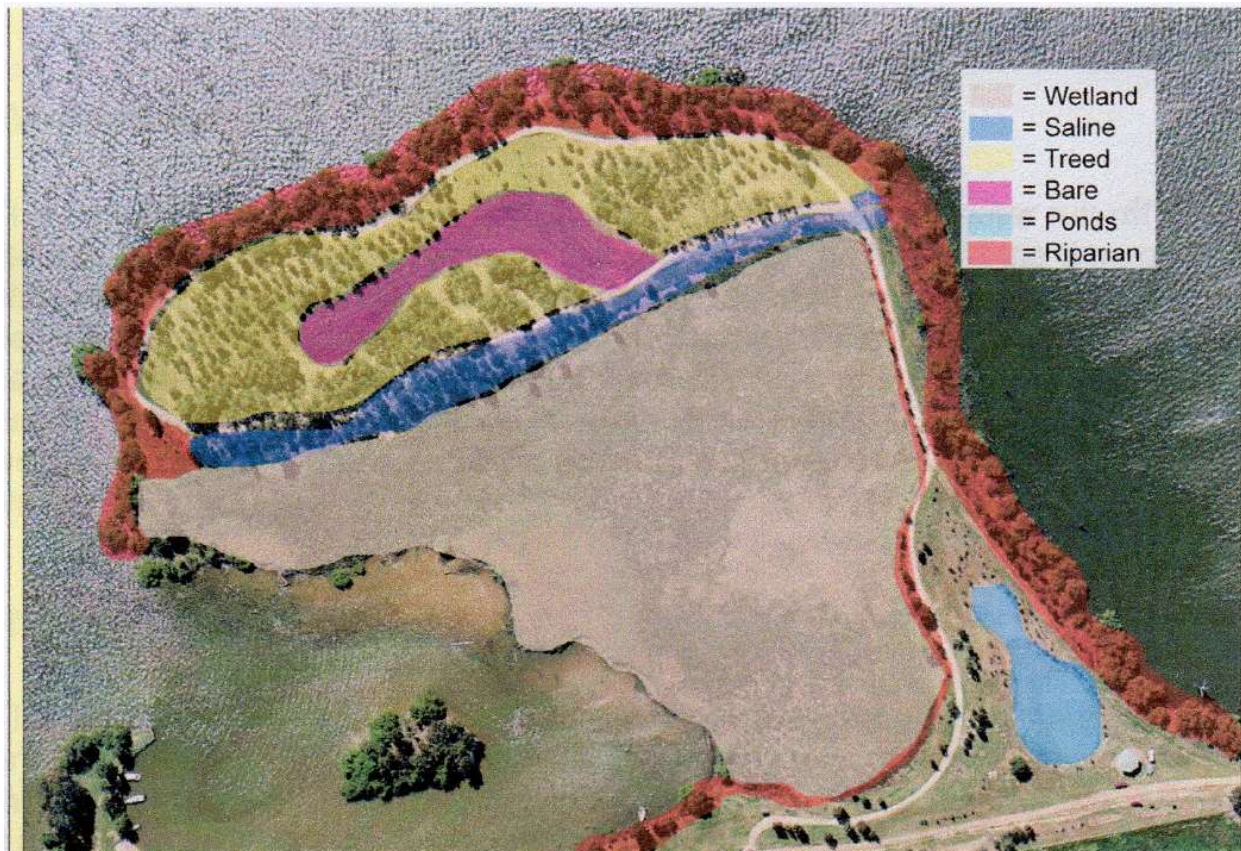 = Wetland
= Saline
= Treed
= Bare
= Ponds
= Riparian